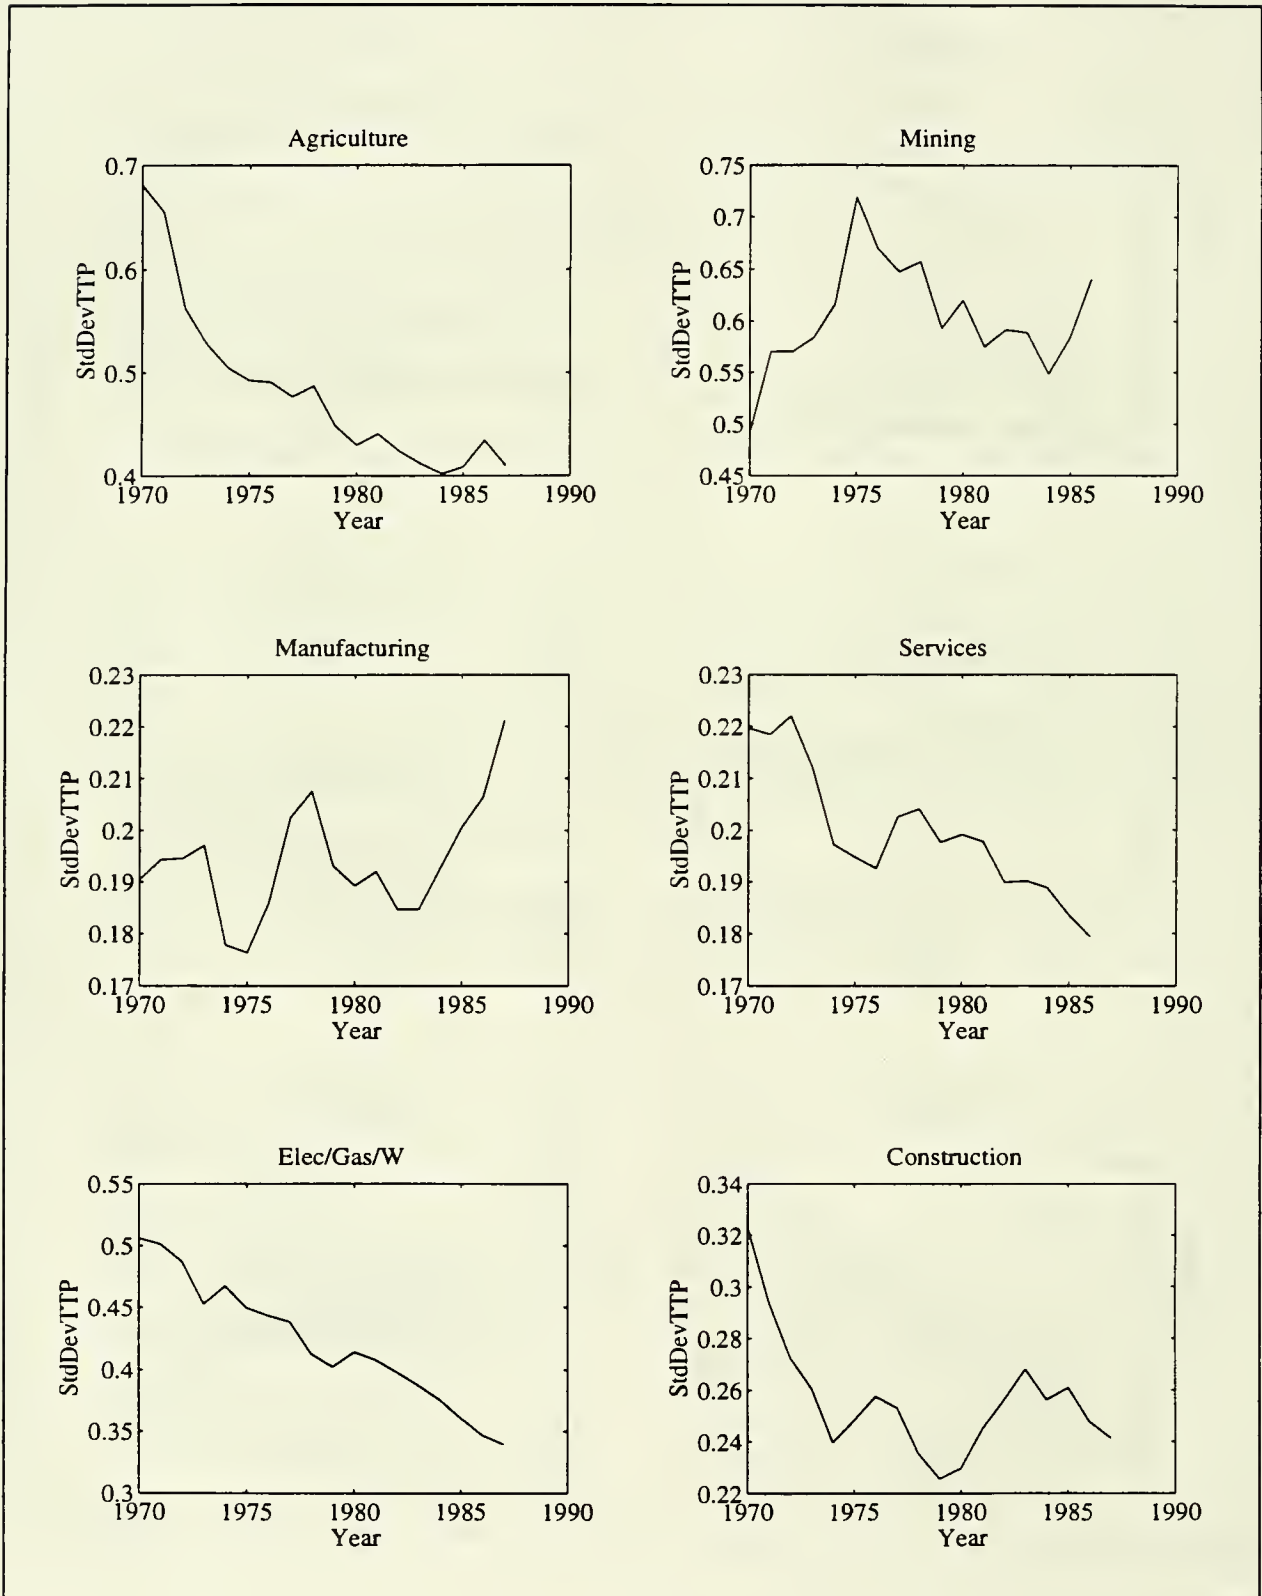 Agriculture
0.7
0.6
0.5
0.4
StdDevTTP
1970 1975 1980 1985 1990
Year
Mining
0.75
0.7
0.65
0.6
0.55
0.5
0.45
StdDevTTP
1970 1975 1980 1985 1990
Year
Manufacturing
0.23
0.22
0.21
0.2
0.19
0.18
0.17
StdDevTTP
1970 1975 1980 1985 1990
Year
Services
0.23
0.22
0.21
0.2
0.19
0.18
0.17
StdDevTTP
1970 1975 1980 1985 1990
Year
Elec/Gas/W
0.55
0.5
0.45
0.4
0.35
0.3
StdDevTTP
1970 1975 1980 1985 1990
Year
Construction
0.34
0.32
0.3
0.28
0.26
0.24
0.22
StdDevTTP
1970 1975 1980 1985 1990
Year